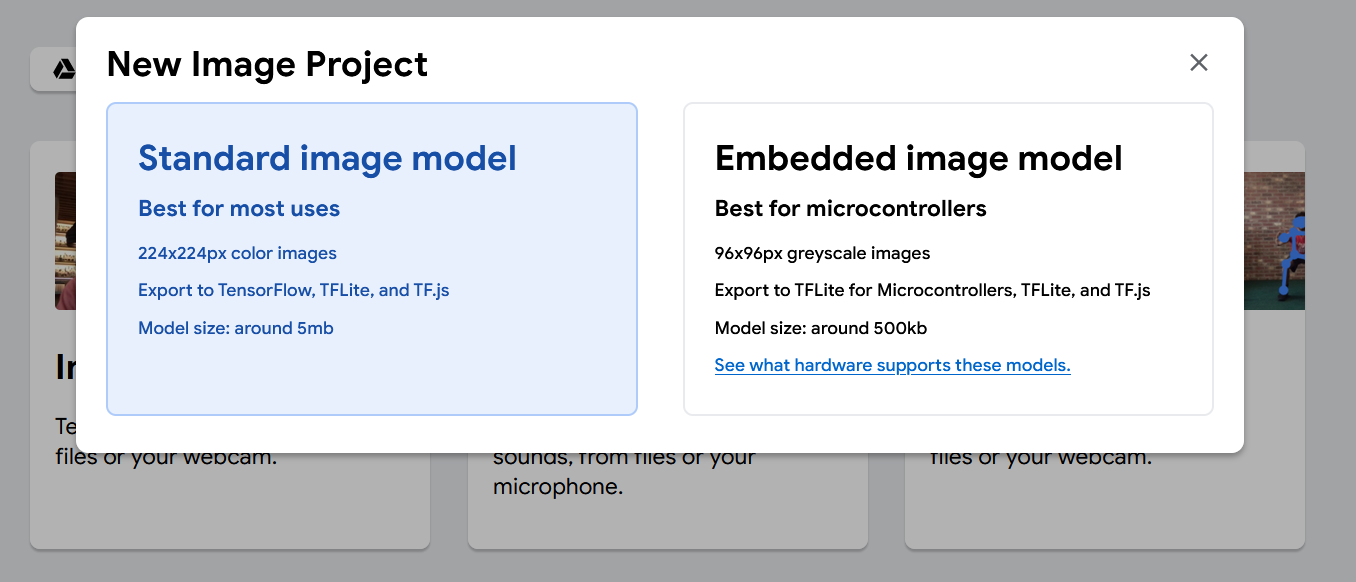 New Image Project
Standard image model
Best for most uses
224x224px color images
Export to TensorFlow, TFLite, and TF.js
Model size: around 5mb
Embedded image model
Best for microcontrollers
96x96px greyscale images
Export to TFLite for Microcontrollers, TFLite, and TF.js
Model size: around 500kb
See what hardware supports these models.
files or your webcam.
sounds, from files or your
microphone.
files or your webcam.